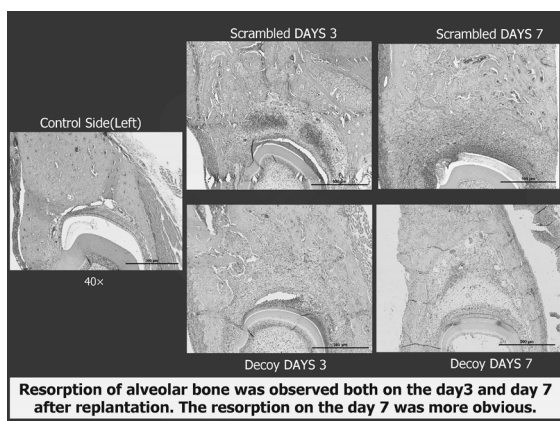 Scrambled DAYS 3
Scrambled DAYS 7
Control Side(Left)
40×
Decoy DAYS 3
Decoy DAYS 7
Resorption of alveolar bone was observed both on the day3 and day 7
after replantation. The resorption on the day 7 was more obvious.